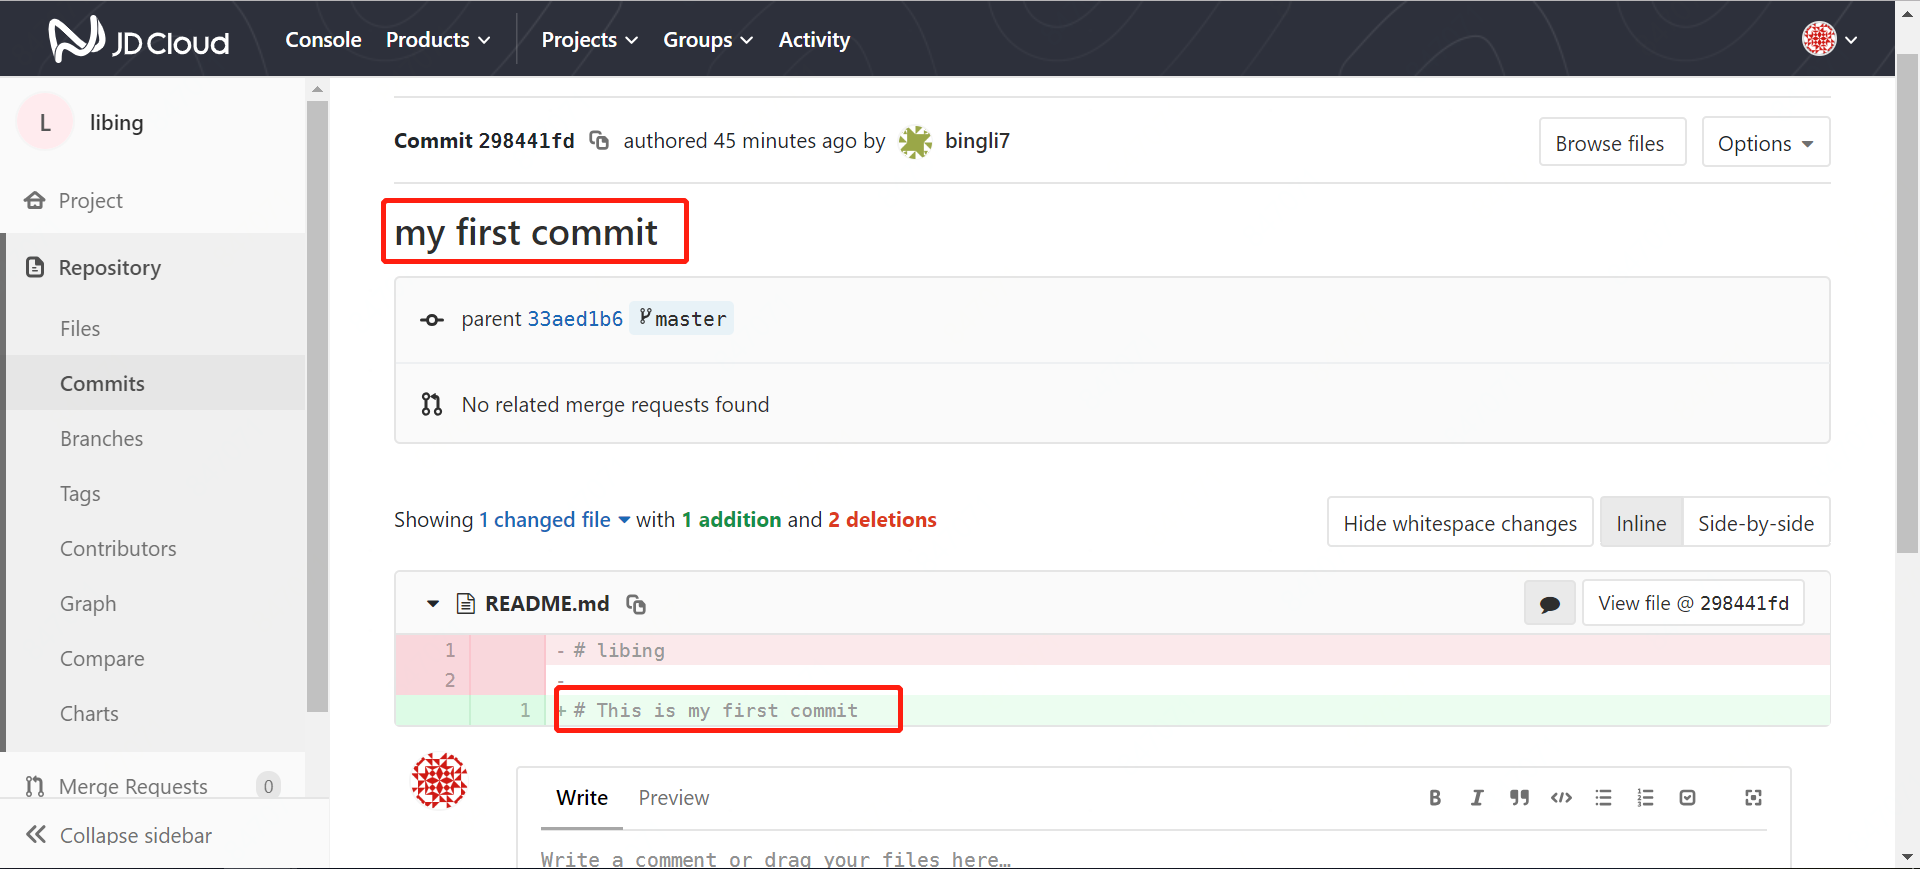 JD Cloud Console Products Projects Groups Activity
L libing
Project
Repository
Files
Commits
Branches
Tags
Contributors
Graph
Compare
Charts
Merge Requests 0
Collapse sidebar
Commit 298441fd authored 45 minutes ago by bingli7 Browse files Options
my first commit
parent 33aed1b6 master
No related merge requests found
Showing 1 changed file with 1 addition and 2 deletions Hide whitespace changes Inline Side-by-side
README.md View file @ 298441fd
1 - # libing
2 -
1 + # This is my first commit
Write Preview B I
Write a comment or drag your files here…